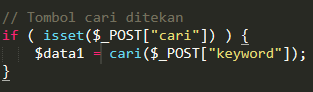 // Tombol cari ditekan
if ( isset($_POST["cari"]) ) {
$data1 = cari($_POST["keyword"]);
}